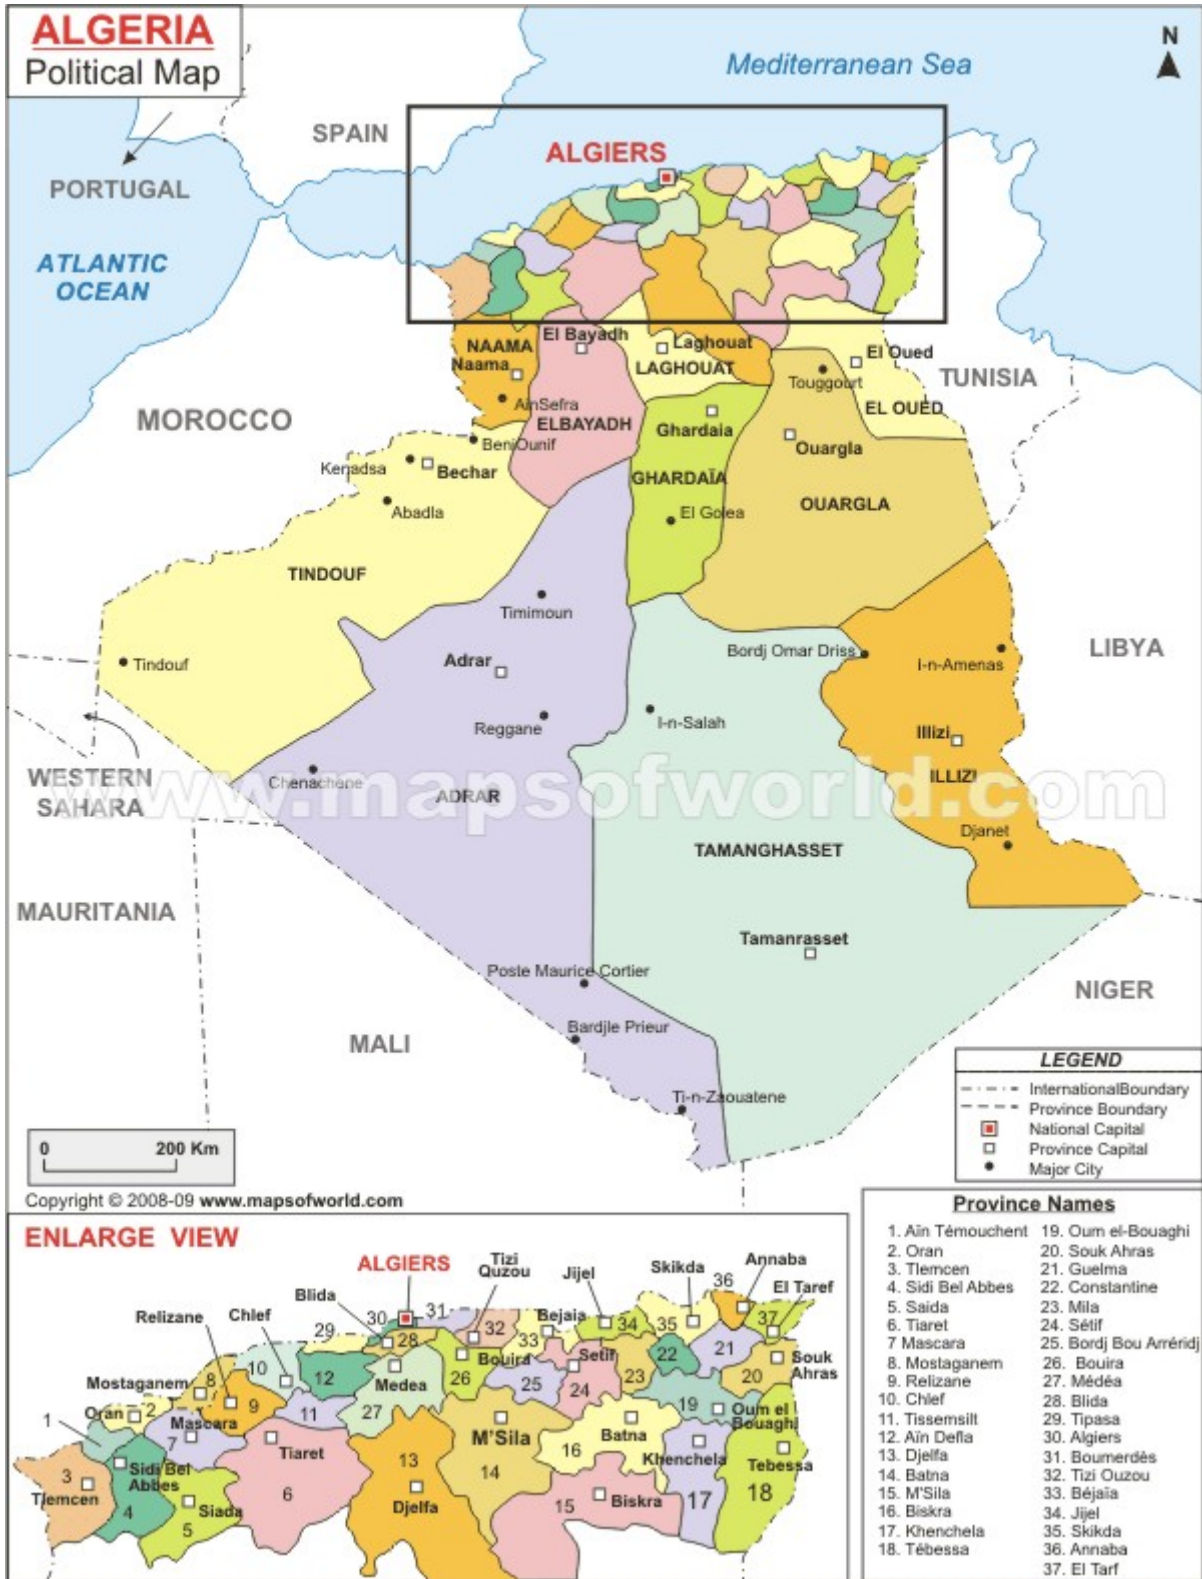 ALGERIA
Political Map
Mediterranean Sea
N
SPAIN
ALGIERS
PORTUGAL
ATLANTIC
OCEAN
El Bayadh
NAAMA
Naama
Laghouat
LAGHOUAT
El Oued
Touggourt
TUNISIA
AinSefra
EL OUED
MOROCCO
ELBAYADH
Ghardaia
BeniOunif
Ouargla
Kenadsa
Bechar
GHARDAÏA
OUARGLA
Abadla
El Golea
TINDOUF
Timimoun
Bordj Omar Driss
LIBYA
Tindouf
Adrar
I-n-Amenas
Reggane
I-n-Salah
Illizi
WESTERN
SAHARA
Chenachene
ADRAR
ILLIZI
www.mapsofworld.com
Djanet
TAMANGHASSET
MAURITANIA
Tamanrasset
Poste Maurice Cortier
NIGER
Bardjle Prieur
MALI
Ti-n-Zaouatene
LEGEND
InternationalBoundary
Province Boundary
National Capital
Province Capital
Major City
0 200 Km
Copyright © 2008-09 www.mapsofworld.com
ENLARGE VIEW
ALGIERS
Tizi
Quzou
Jijel
Skikda
36
Annaba
El Taref
Blida
30
31
Bejaia
Relizane
Chlef
29
28
32
33
34
35
37
Bouira
Setif
22
21
Souk
Ahras
10
12
Medea
26
25
24
23
20
Mostaganem
8
9
11
27
19
Oum el
Bouaghi
1
Oran
2
Mascara
7
Tiaret
M'Sila
Batna
Khenchela
16
Tebessa
3
Sidi Bel
Abbes
13
14
Tlemcen
4
Siada
5
6
Djelfa
15
Biskra
17
18
Province Names
1. Aïn Témouchent
2. Oran
3. Tlemcen
4. Sidi Bel Abbes
5. Saida
6. Tiaret
7 Mascara
8. Mostaganem
9. Relizane
10. Chlef
11. Tissemsilt
12. Aïn Defla
13. Djelfa
14. Batna
15. M'Sila
16. Biskra
17. Khenchela
18. Tébessa
19. Oum el-Bouaghi
20. Souk Ahras
21. Guelma
22. Constantine
23. Mila
24. Sétif
25. Bordj Bou Arréridj
26. Bouira
27. Médéa
28. Blida
29. Tipasa
30. Algiers
31. Boumerdès
32. Tizi Ouzou
33. Béjaïa
34. Jijel
35. Skikda
36. Annaba
37. El Tarf